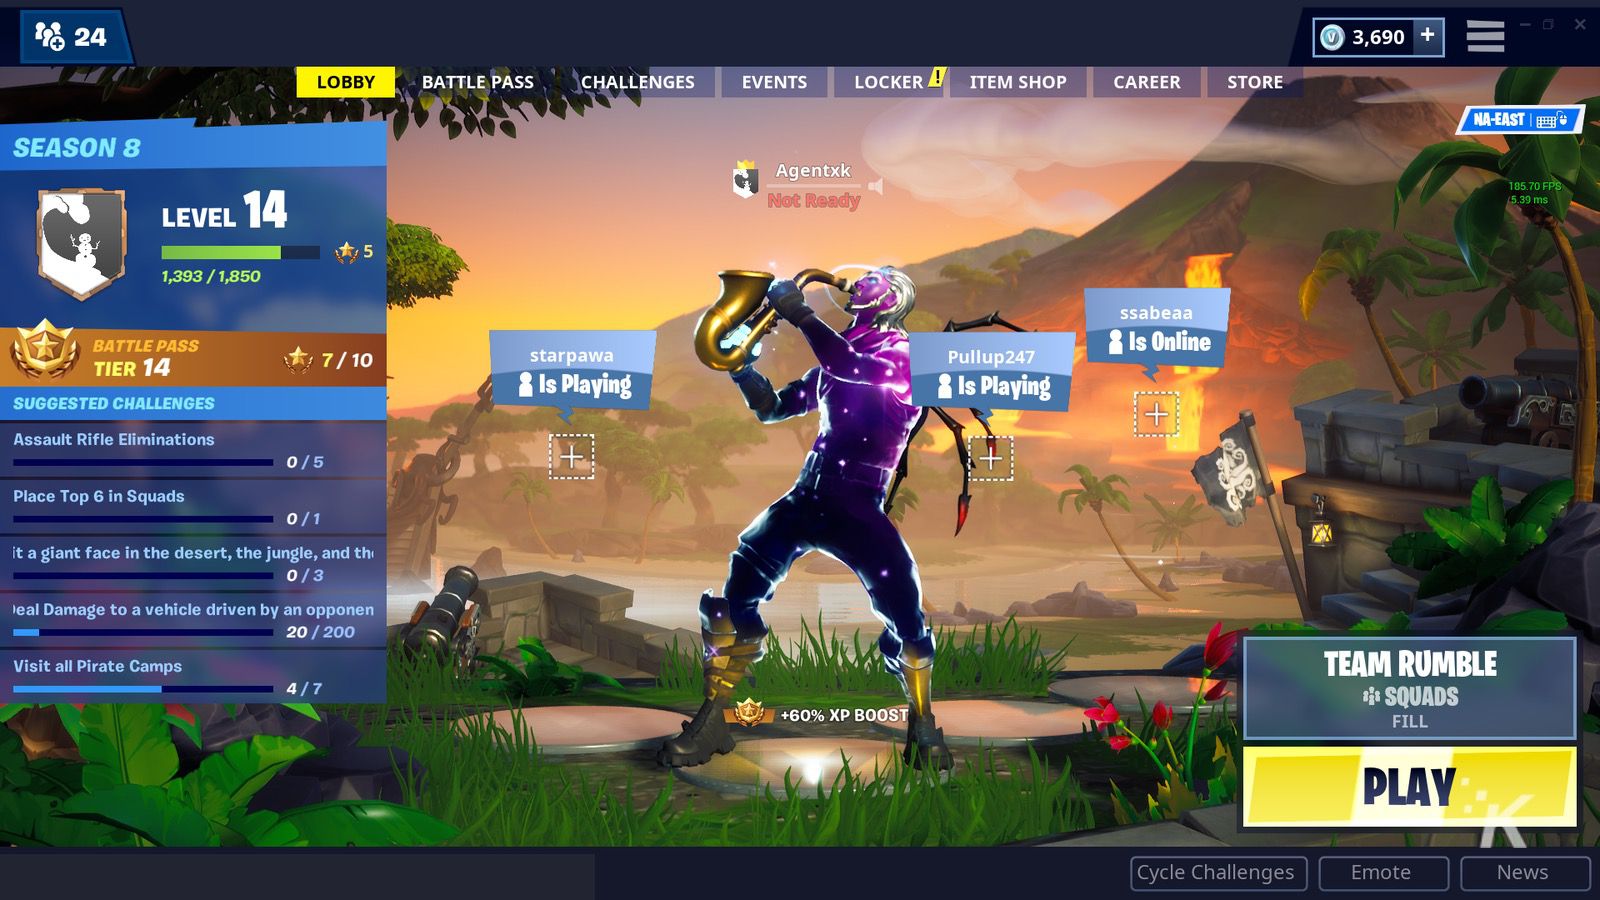 24
3,690
LOBBY
BATTLE PASS
CHALLENGES
EVENTS
LOCKER
!
ITEM SHOP
CAREER
STORE
NA-EAST
185.70 FPS
5.39 ms
SEASON 8
LEVEL 14
5
1,393 / 1,850
BATTLE PASS
TIER 14
7 / 10
SUGGESTED CHALLENGES
Assault Rifle Eliminations
0 / 5
Place Top 6 in Squads
0 / 1
it a giant face in the desert, the jungle, and the
0 / 3
eal Damage to a vehicle driven by an opponen
20 / 200
Visit all Pirate Camps
4 / 7
Agentxk
Not Ready
starpawa
Is Playing
Pullup247
Is Playing
ssabeaa
Is Online
+60% XP BOOST
TEAM RUMBLE
SQUADS
FILL
PLAY
K
Cycle Challenges
Emote
News